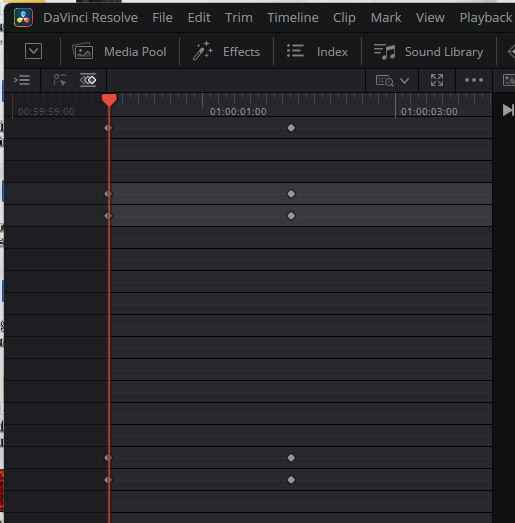 DaVinci Resolve File Edit Trim Timeline Clip Mark View Playback
Media Pool Effects Index Sound Library
00:59:59:00 01:00:01:00 01:00:03:00